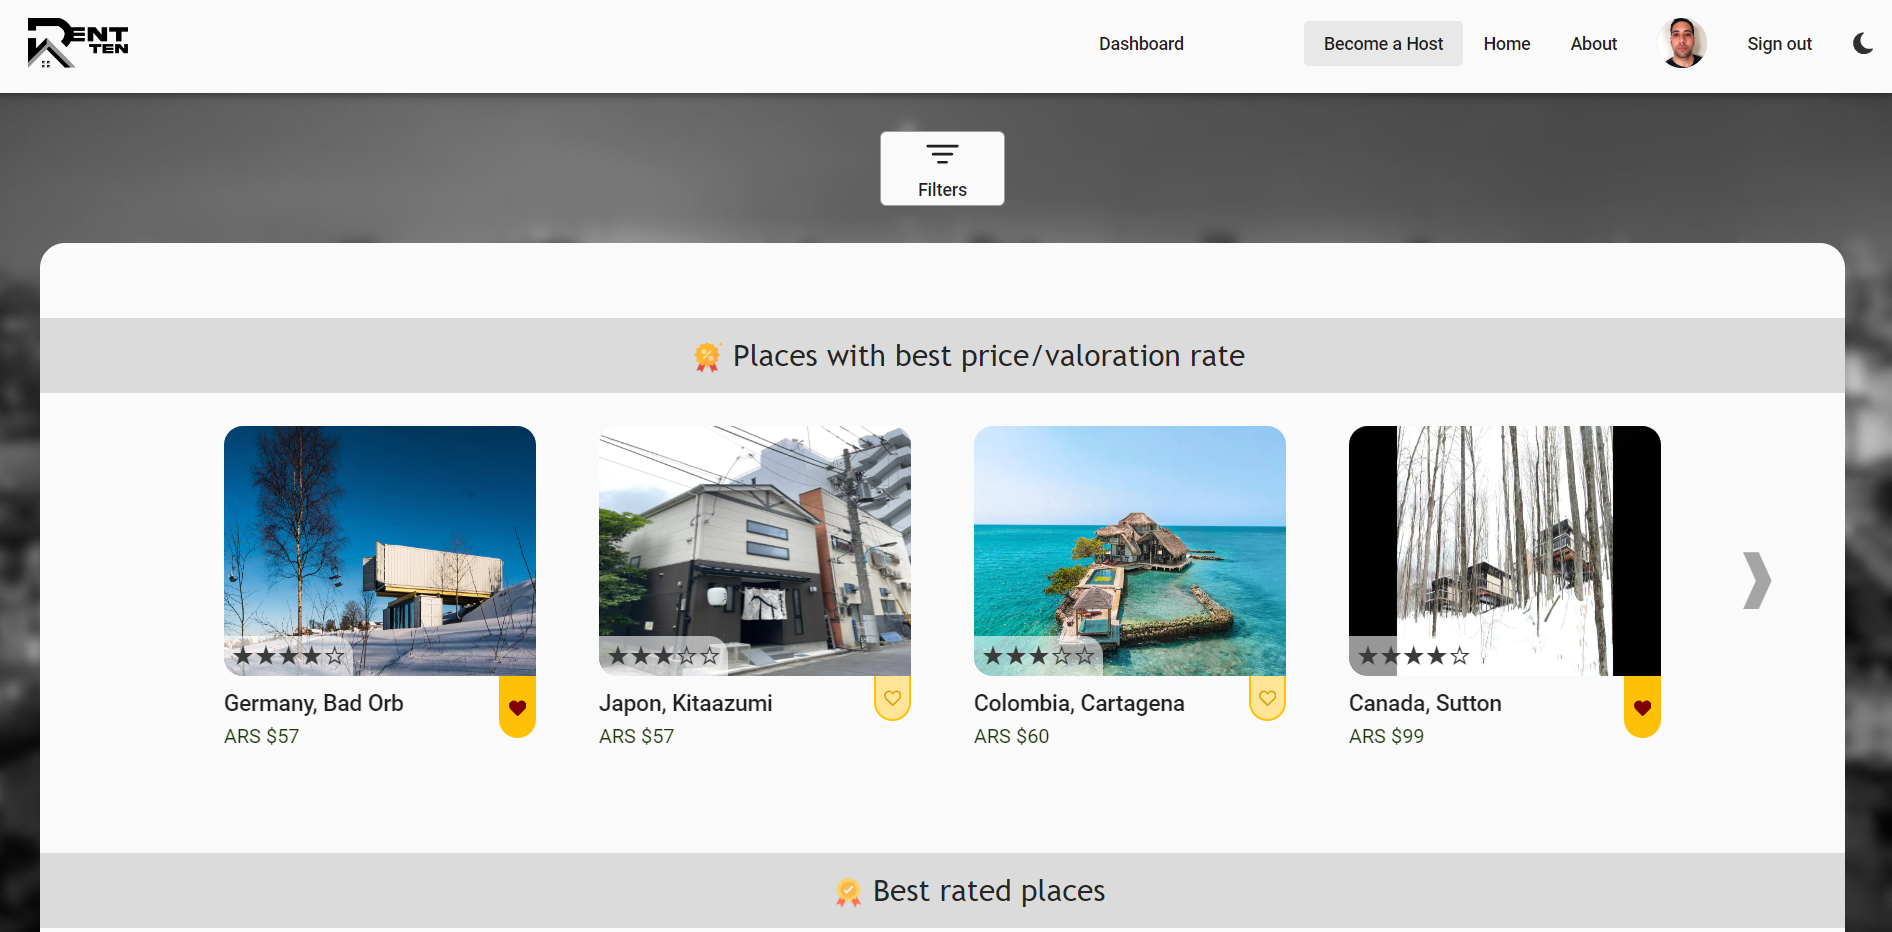 RENT
TEN
Dashboard
Become a Host
Home
About
Sign out
Filters
Places with best price/valoration rate
Germany, Bad Orb
ARS $57
Japon, Kitaazumi
ARS $57
Colombia, Cartagena
ARS $60
Canada, Sutton
ARS $99
Best rated places